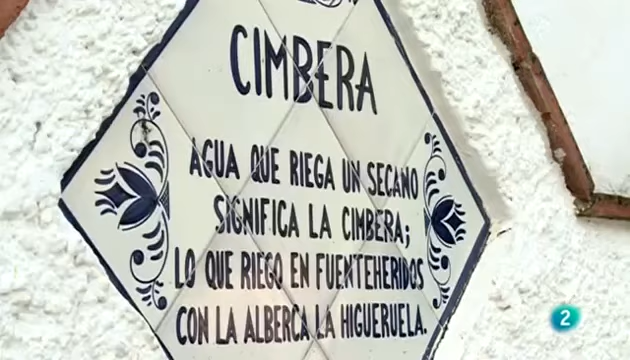 CIMBERA
AGUA QUE RIEGA UN SECANO
SIGNIFICA LA CIMBERA;
LO QUE RIEGO EN FUENTEHERIDOS
CON LA ALBERCA LA HIGUERUELA.
2